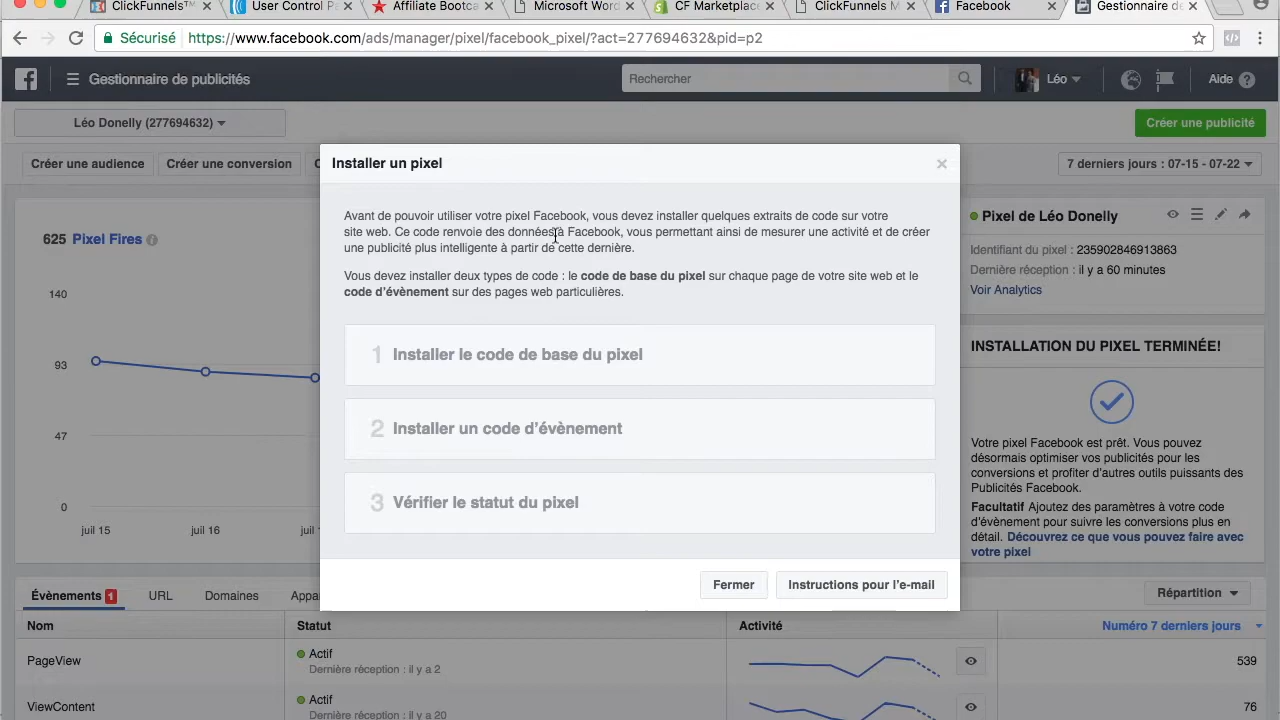 ClickFunnels™
User Control P
Affiliate Bootca
Microsoft Word
CF Marketplac
ClickFunnels M
Facebook
Gestionnaire de
Sécurisé
https://www.facebook.com/ads/manager/pixel/facebook_pixel/?act=277694632&pid=p2
Gestionnaire de publicités
Rechercher
Léo
Aide
Léo Donelly (277694632)
Créer une publicité
Créer une audience
Créer une conversion
7 derniers jours : 07-15 - 07-22
Installer un pixel
Avant de pouvoir utiliser votre pixel Facebook, vous devez installer quelques extraits de code sur votre
site web. Ce code renvoie des données à Facebook, vous permettant ainsi de mesurer une activité et de créer
une publicité plus intelligente à partir de cette dernière.
Vous devez installer deux types de code : le code de base du pixel sur chaque page de votre site web et le
code d'évènement sur des pages web particulières.
1 Installer le code de base du pixel
2 Installer un code d'évènement
3 Vérifier le statut du pixel
Fermer
Instructions pour l'e-mail
625 Pixel Fires
140
93
47
0
juil 15
juil 16
juil 1
Pixel de Léo Donelly
Identifiant du pixel : 235902846913863
Dernière réception : il y a 60 minutes
Voir Analytics
INSTALLATION DU PIXEL TERMINÉE!
Votre pixel Facebook est prêt. Vous pouvez
désormais optimiser vos publicités pour les
conversions et profiter d'autres outils puissants des
Publicités Facebook.
Facultatif Ajoutez des paramètres à votre code
d'évènement pour suivre les conversions plus en
détail. Découvrez ce que vous pouvez faire avec
votre pixel
Évènements 1
URL
Domaines
Appa
Répartition
Nom
Statut
Activité
Numéro 7 derniers jours
PageView
Actif
Dernière réception : il y a 2
539
ViewContent
Actif
Dernière réception : il y a 20
76